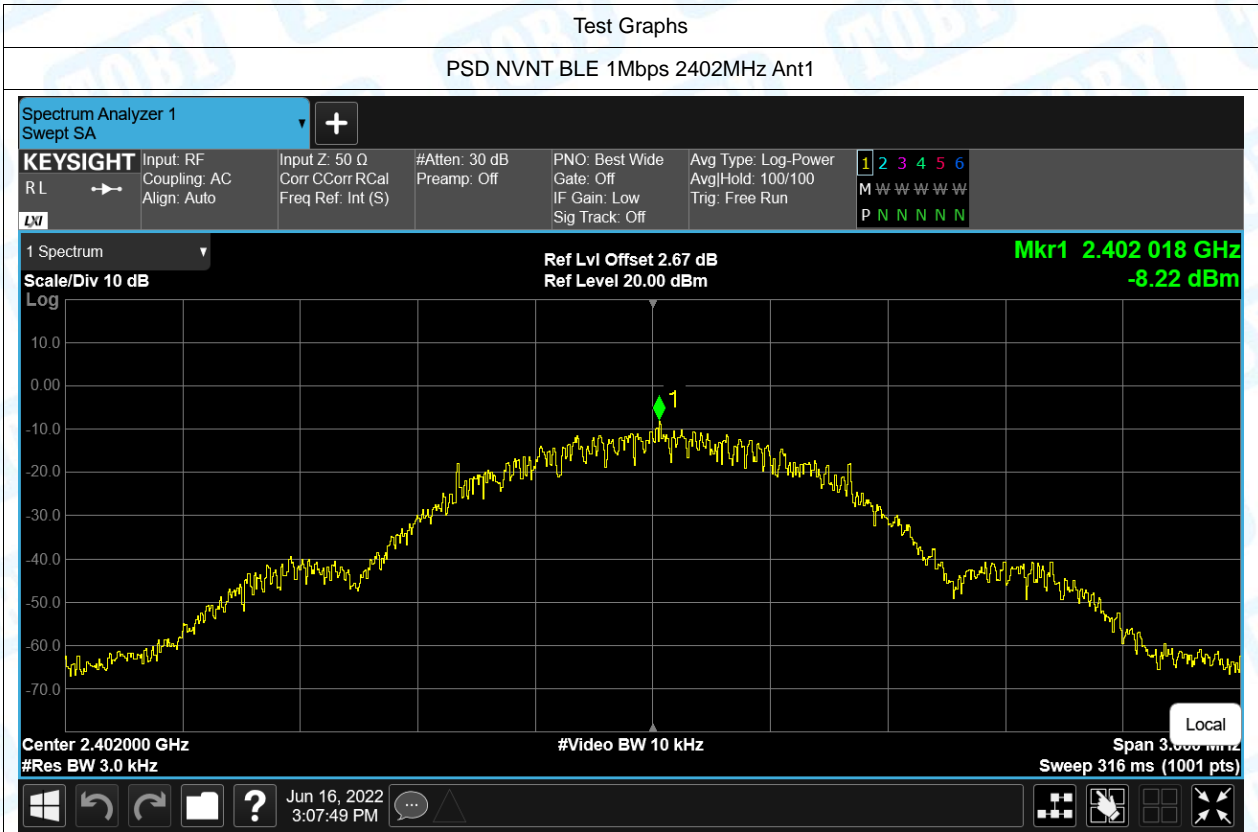 Test Graphs
PSD NVNT BLE 1Mbps 2402MHz Ant1
Spectrum Analyzer 1
Swept SA
KEYSIGHT
RL
LXI
Input: RF
Coupling: AC
Align: Auto
Input Z: 50 Ω
Corr CCorr RCal
Freq Ref: Int (S)
#Atten: 30 dB
Preamp: Off
PNO: Best Wide
Gate: Off
IF Gain: Low
Sig Track: Off
Avg Type: Log-Power
Avg|Hold: 100/100
Trig: Free Run
1 2 3 4 5 6
M W W W W W
P N N N N N
1 Spectrum
Scale/Div 10 dB
Ref Lvl Offset 2.67 dB
Ref Level 20.00 dBm
Mkr1 2.402 018 GHz
-8.22 dBm
Log
10.0
0.00
-10.0
-20.0
-30.0
-40.0
-50.0
-60.0
-70.0
1
Local
Center 2.402000 GHz
#Res BW 3.0 kHz
#Video BW 10 kHz
Span
Sweep 316 ms (1001 pts)
?
Jun 16, 2022
3:07:49 PM
TOBY